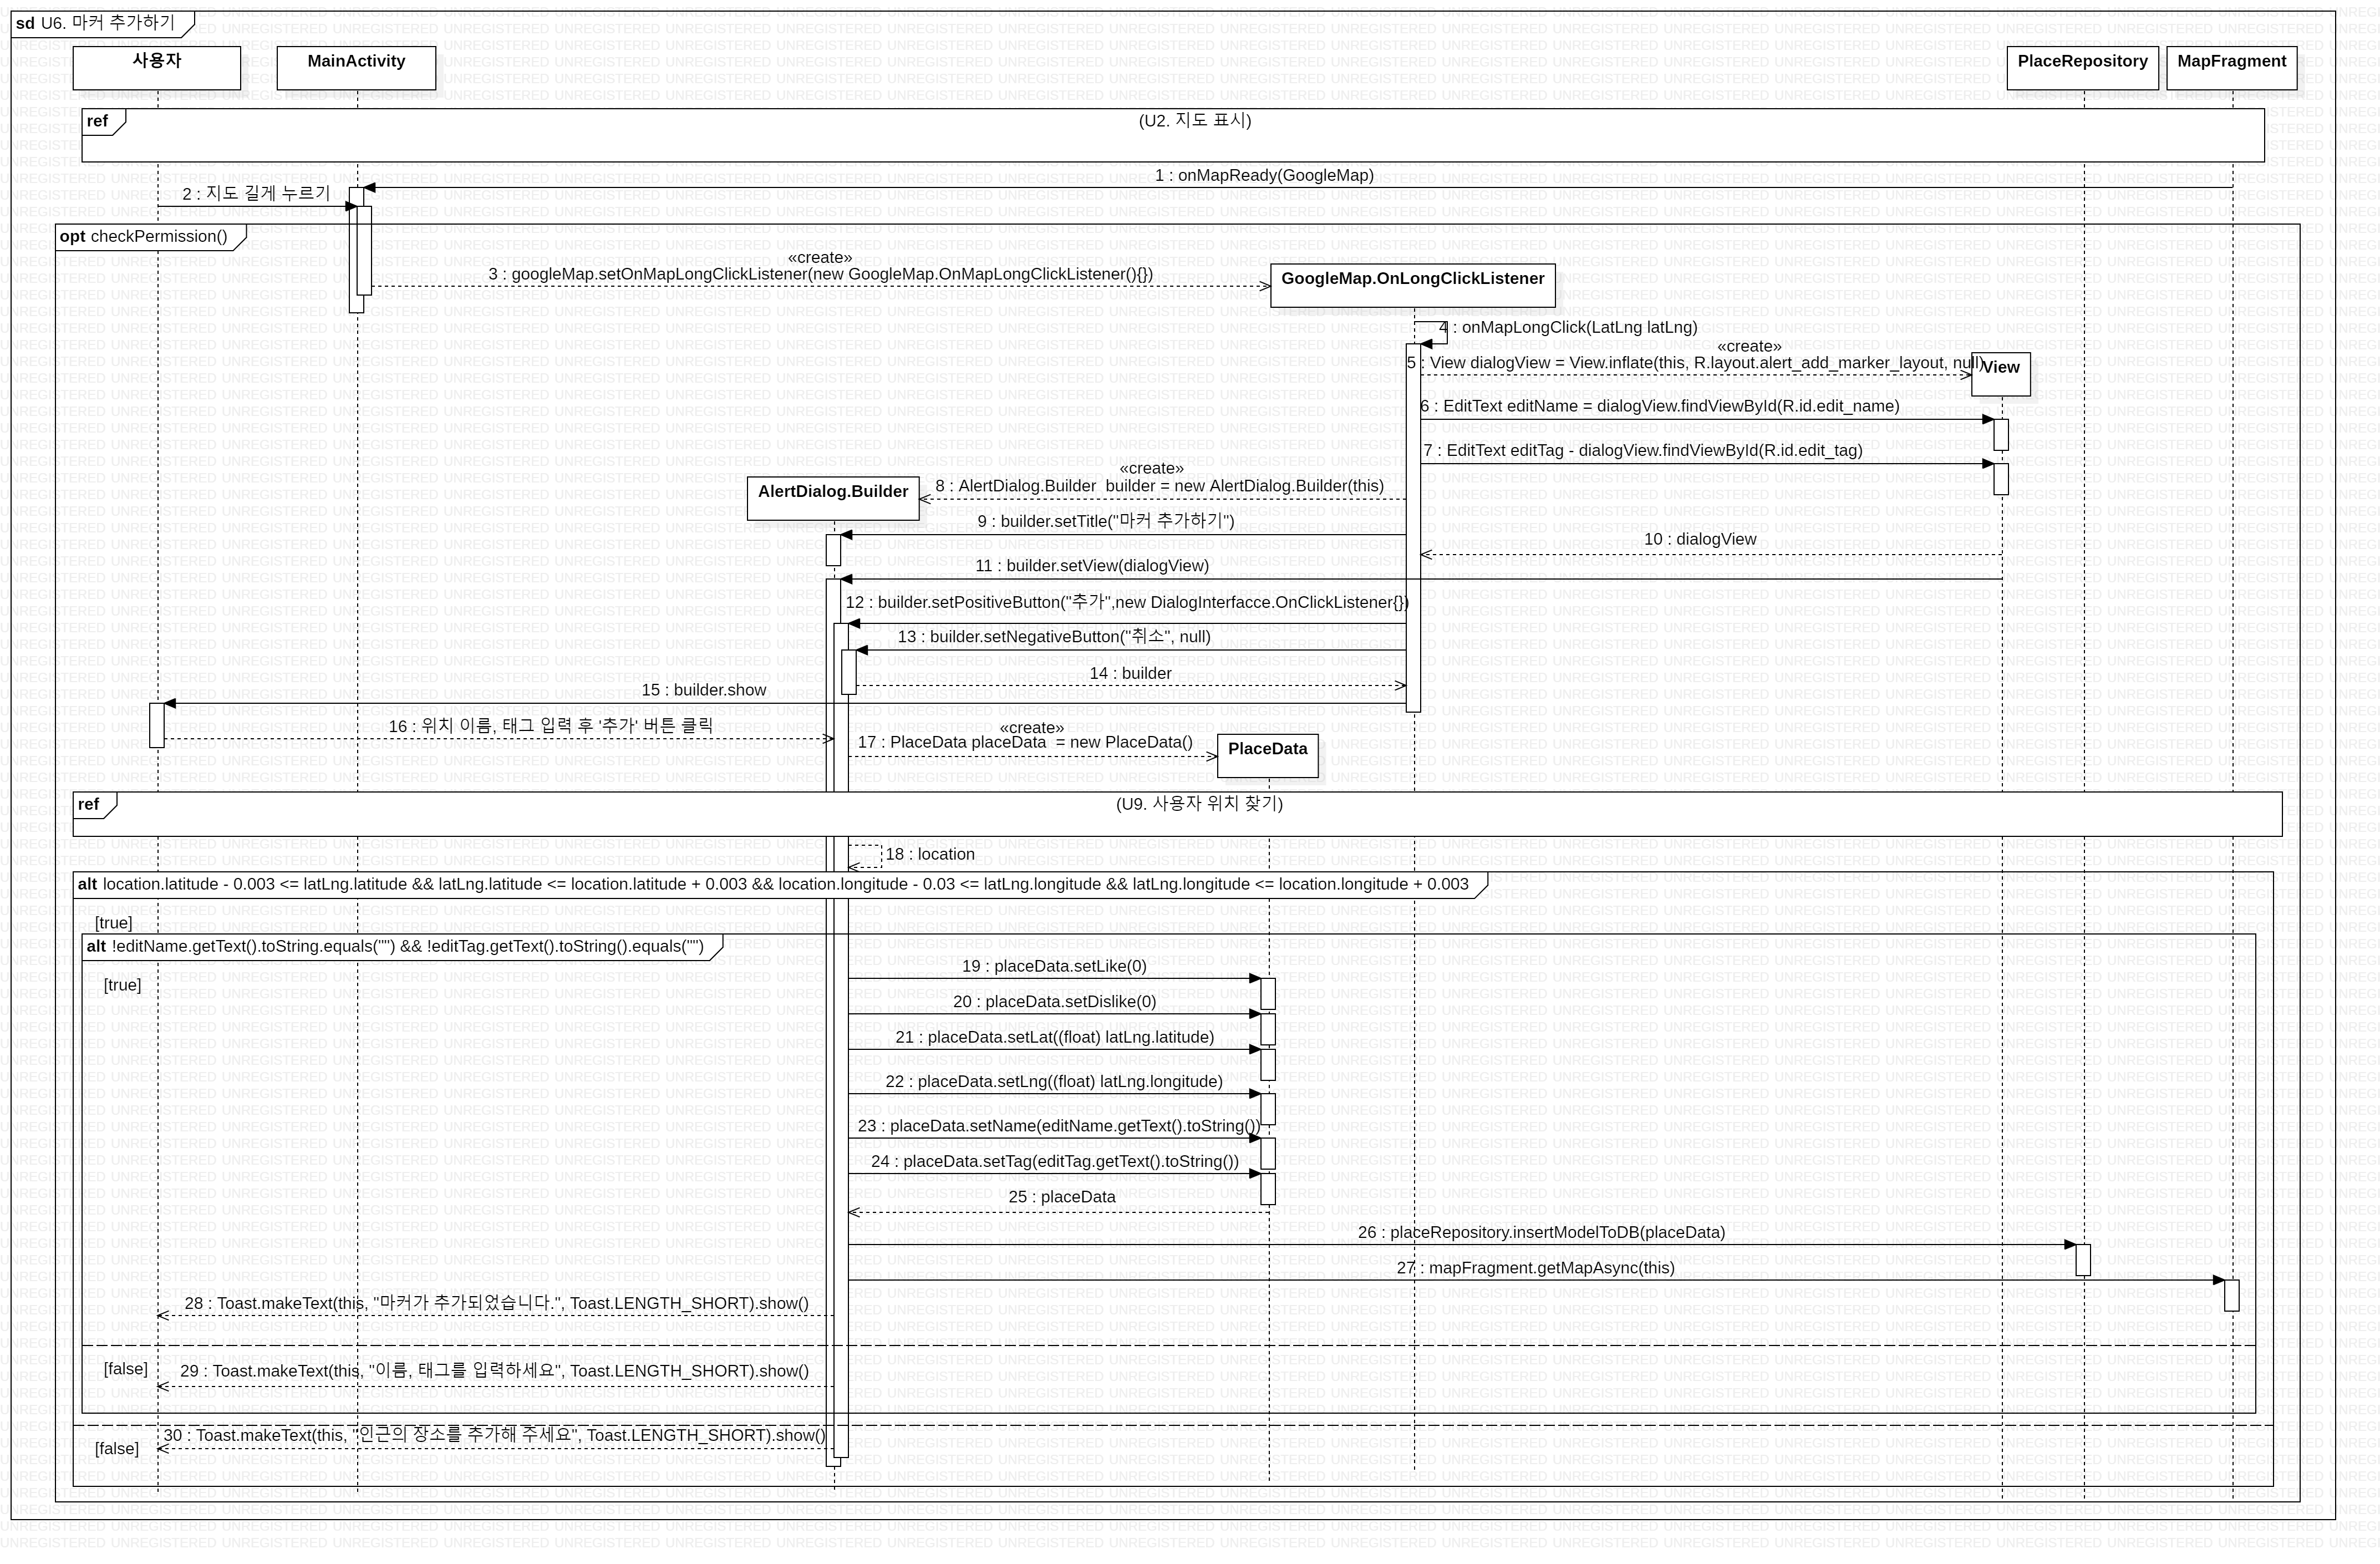 sd U6. 마커 추가하기
사용자
MainActivity
PlaceRepository
MapFragment
ref
(U2. 지도 표시)
1 : onMapReady(GoogleMap)
2 : 지도 길게 누르기
opt checkPermission()
«create»
3 : googleMap.setOnMapLongClickListener(new GoogleMap.OnMapLongClickListener(){})
GoogleMap.OnLongClickListener
4 : onMapLongClick(LatLng latLng)
«create»
5 : View dialogView = View.inflate(this, R.layout.alert_add_marker_layout, null)
View
6 : EditText editName = dialogView.findViewById(R.id.edit_name)
7 : EditText editTag - dialogView.findViewById(R.id.edit_tag)
«create»
8 : AlertDialog.Builder  builder = new AlertDialog.Builder(this)
AlertDialog.Builder
9 : builder.setTitle("마커 추가하기")
10 : dialogView
11 : builder.setView(dialogView)
12 : builder.setPositiveButton("추가",new DialogInterfacce.OnClickListener{})
13 : builder.setNegativeButton("취소", null)
14 : builder
15 : builder.show
16 : 위치 이름, 태그 입력 후 '추가' 버튼 클릭
«create»
17 : PlaceData placeData  = new PlaceData()
PlaceData
ref
(U9. 사용자 위치 찾기)
18 : location
alt location.latitude - 0.003 <= latLng.latitude && latLng.latitude <= location.latitude + 0.003 && location.longitude - 0.03 <= latLng.longitude && latLng.longitude <= location.longitude + 0.003
[true]
alt !editName.getText().toString.equals("") && !editTag.getText().toString().equals("")
[true]
19 : placeData.setLike(0)
20 : placeData.setDislike(0)
21 : placeData.setLat((float) latLng.latitude)
22 : placeData.setLng((float) latLng.longitude)
23 : placeData.setName(editName.getText().toString())
24 : placeData.setTag(editTag.getText().toString())
25 : placeData
26 : placeRepository.insertModelToDB(placeData)
27 : mapFragment.getMapAsync(this)
28 : Toast.makeText(this, "마커가 추가되었습니다.", Toast.LENGTH_SHORT).show()
[false]
29 : Toast.makeText(this, "이름, 태그를 입력하세요", Toast.LENGTH_SHORT).show()
30 : Toast.makeText(this, "인근의 장소를 추가해 주세요", Toast.LENGTH_SHORT).show()
[false]